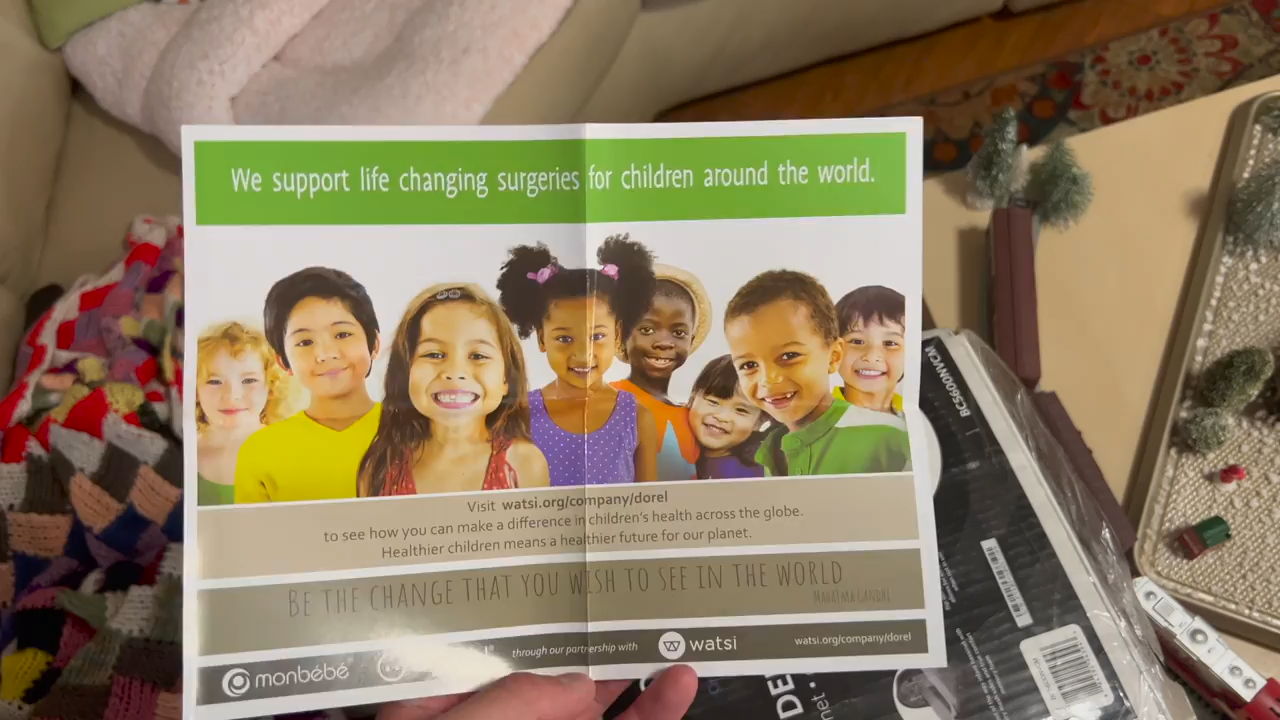 We support life changing surgeries for children around the world.
Visit watsi.org/company/dorel
to see how you can make a difference in children's health across the globe.
Healthier children means a healthier future for our planet.
BE THE CHANGE THAT YOU WISH TO SEE IN THE WORLD
MAHATMA GANDHI
monbébé
through our partnership with
watsi
watsi.org/company/dorel
BC5600NVCM
DE